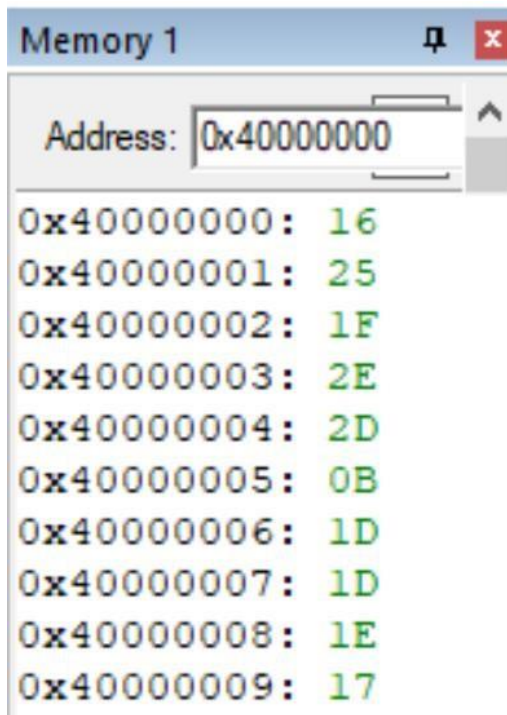 Memory 1
Address: 0x40000000
0x40000000: 16
0x40000001: 25
0x40000002: 1F
0x40000003: 2E
0x40000004: 2D
0x40000005: 0B
0x40000006: 1D
0x40000007: 1D
0x40000008: 1E
0x40000009: 17